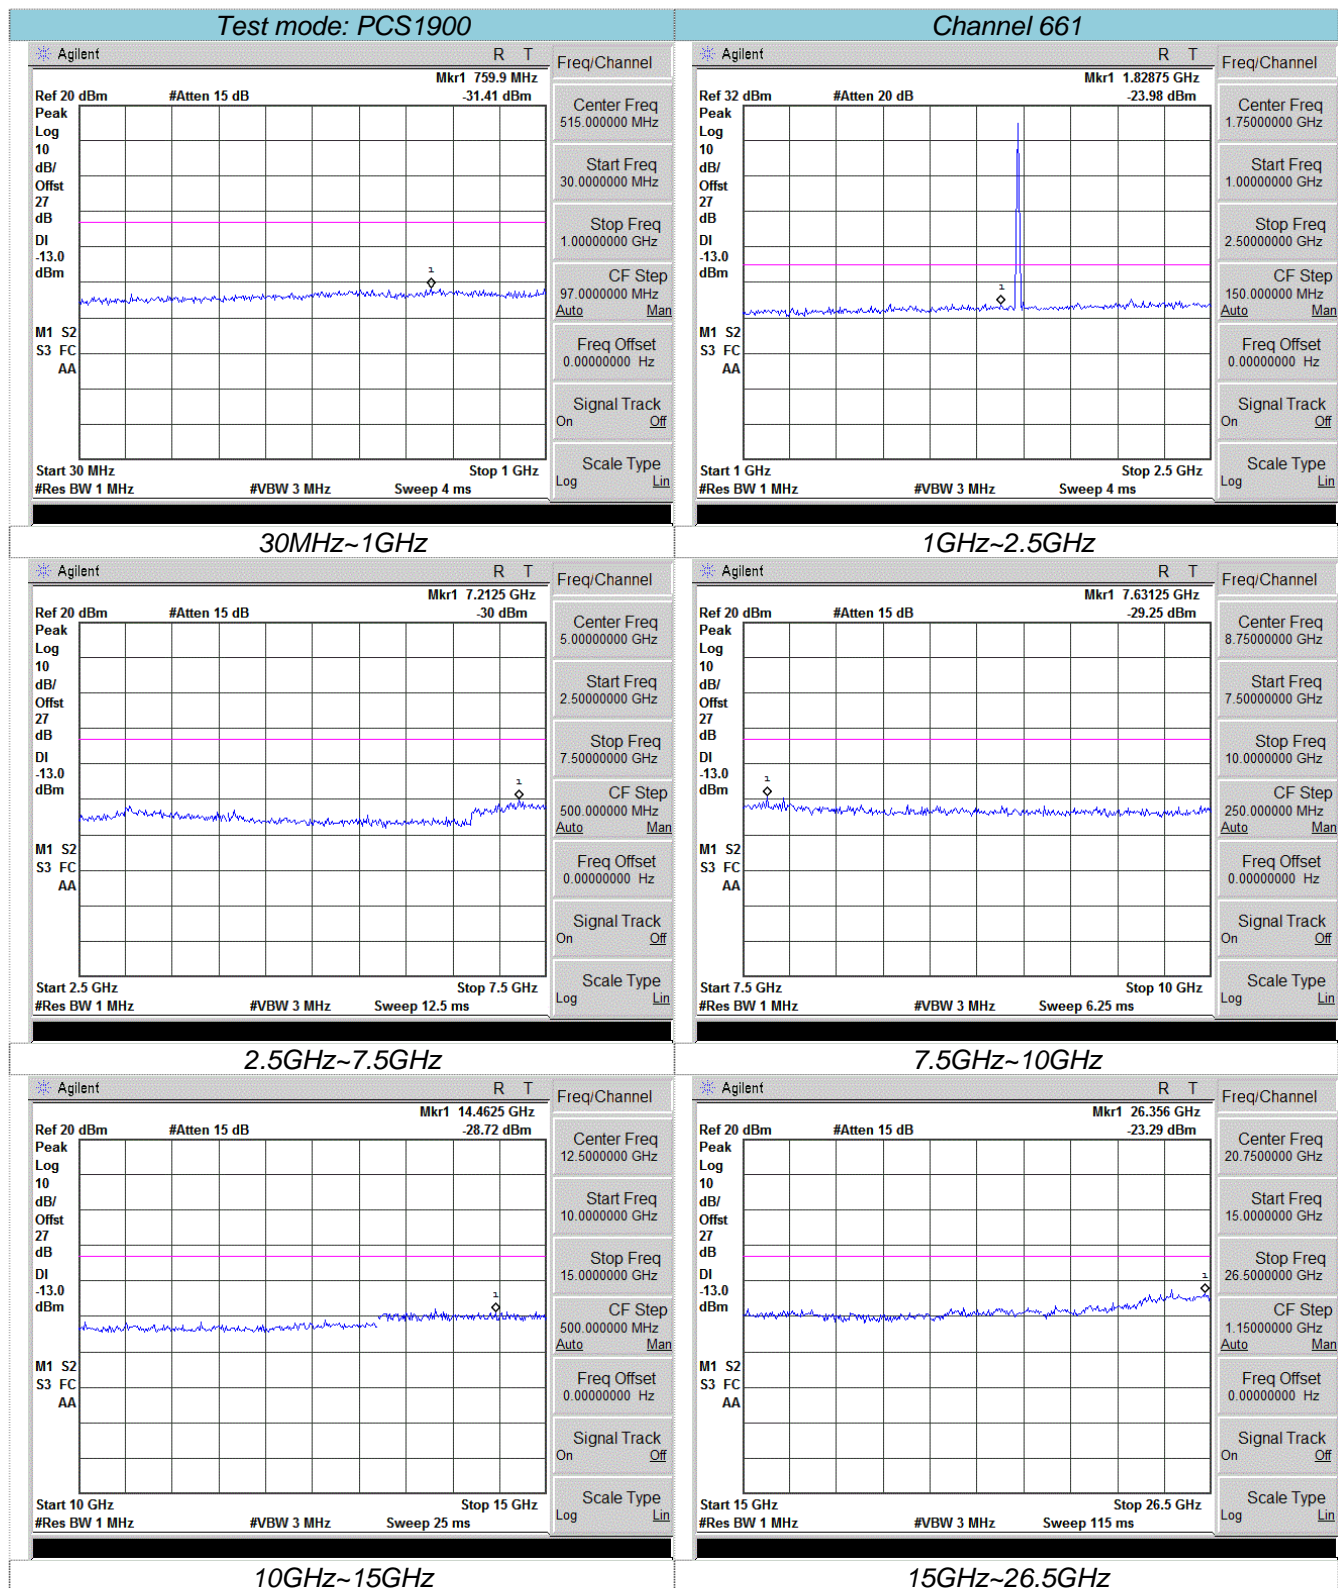 Test mode: PCS1900
Channel 661
Agilent
R T
Mkr1 759.9 MHz
Ref 20 dBm
#Atten 15 dB
-31.41 dBm
Peak
Log
10
dB/
Offst
27
dB
DI
-13.0
dBm
1
M1 S2
S3 FC
AA
Start 30 MHz
Stop 1 GHz
#Res BW 1 MHz
#VBW 3 MHz
Sweep 4 ms
Freq/Channel
Center Freq
515.000000 MHz
Start Freq
30.0000000 MHz
Stop Freq
1.00000000 GHz
CF Step
97.0000000 MHz
Auto Man
Freq Offset
0.00000000 Hz
Signal Track
On Off
Scale Type
Log Lin
Agilent
R T
Mkr1 1.82875 GHz
Ref 32 dBm
#Atten 20 dB
-23.98 dBm
Peak
Log
10
dB/
Offst
27
dB
DI
-13.0
dBm
1
M1 S2
S3 FC
AA
Start 1 GHz
Stop 2.5 GHz
#Res BW 1 MHz
#VBW 3 MHz
Sweep 4 ms
Freq/Channel
Center Freq
1.75000000 GHz
Start Freq
1.00000000 GHz
Stop Freq
2.50000000 GHz
CF Step
150.000000 MHz
Auto Man
Freq Offset
0.00000000 Hz
Signal Track
On Off
Scale Type
Log Lin
30MHz~1GHz
1GHz~2.5GHz
Agilent
R T
Mkr1 7.2125 GHz
Ref 20 dBm
#Atten 15 dB
-30 dBm
Peak
Log
10
dB/
Offst
27
dB
DI
-13.0
dBm
1
M1 S2
S3 FC
AA
Start 2.5 GHz
Stop 7.5 GHz
#Res BW 1 MHz
#VBW 3 MHz
Sweep 12.5 ms
Freq/Channel
Center Freq
5.00000000 GHz
Start Freq
2.50000000 GHz
Stop Freq
7.50000000 GHz
CF Step
500.000000 MHz
Auto Man
Freq Offset
0.00000000 Hz
Signal Track
On Off
Scale Type
Log Lin
Agilent
R T
Mkr1 7.63125 GHz
Ref 20 dBm
#Atten 15 dB
-29.25 dBm
Peak
Log
10
dB/
Offst
27
dB
DI
-13.0
dBm
1
M1 S2
S3 FC
AA
Start 7.5 GHz
Stop 10 GHz
#Res BW 1 MHz
#VBW 3 MHz
Sweep 6.25 ms
Freq/Channel
Center Freq
8.75000000 GHz
Start Freq
7.50000000 GHz
Stop Freq
10.0000000 GHz
CF Step
250.000000 MHz
Auto Man
Freq Offset
0.00000000 Hz
Signal Track
On Off
Scale Type
Log Lin
2.5GHz~7.5GHz
7.5GHz~10GHz
Agilent
R T
Mkr1 14.4625 GHz
Ref 20 dBm
#Atten 15 dB
-28.72 dBm
Peak
Log
10
dB/
Offst
27
dB
DI
-13.0
dBm
1
M1 S2
S3 FC
AA
Start 10 GHz
Stop 15 GHz
#Res BW 1 MHz
#VBW 3 MHz
Sweep 25 ms
Freq/Channel
Center Freq
12.5000000 GHz
Start Freq
10.0000000 GHz
Stop Freq
15.0000000 GHz
CF Step
500.000000 MHz
Auto Man
Freq Offset
0.00000000 Hz
Signal Track
On Off
Scale Type
Log Lin
Agilent
R T
Mkr1 26.356 GHz
Ref 20 dBm
#Atten 15 dB
-23.29 dBm
Peak
Log
10
dB/
Offst
27
dB
DI
-13.0
dBm
1
M1 S2
S3 FC
AA
Start 15 GHz
Stop 26.5 GHz
#Res BW 1 MHz
#VBW 3 MHz
Sweep 115 ms
Freq/Channel
Center Freq
20.7500000 GHz
Start Freq
15.0000000 GHz
Stop Freq
26.5000000 GHz
CF Step
1.15000000 GHz
Auto Man
Freq Offset
0.00000000 Hz
Signal Track
On Off
Scale Type
Log Lin
10GHz~15GHz
15GHz~26.5GHz